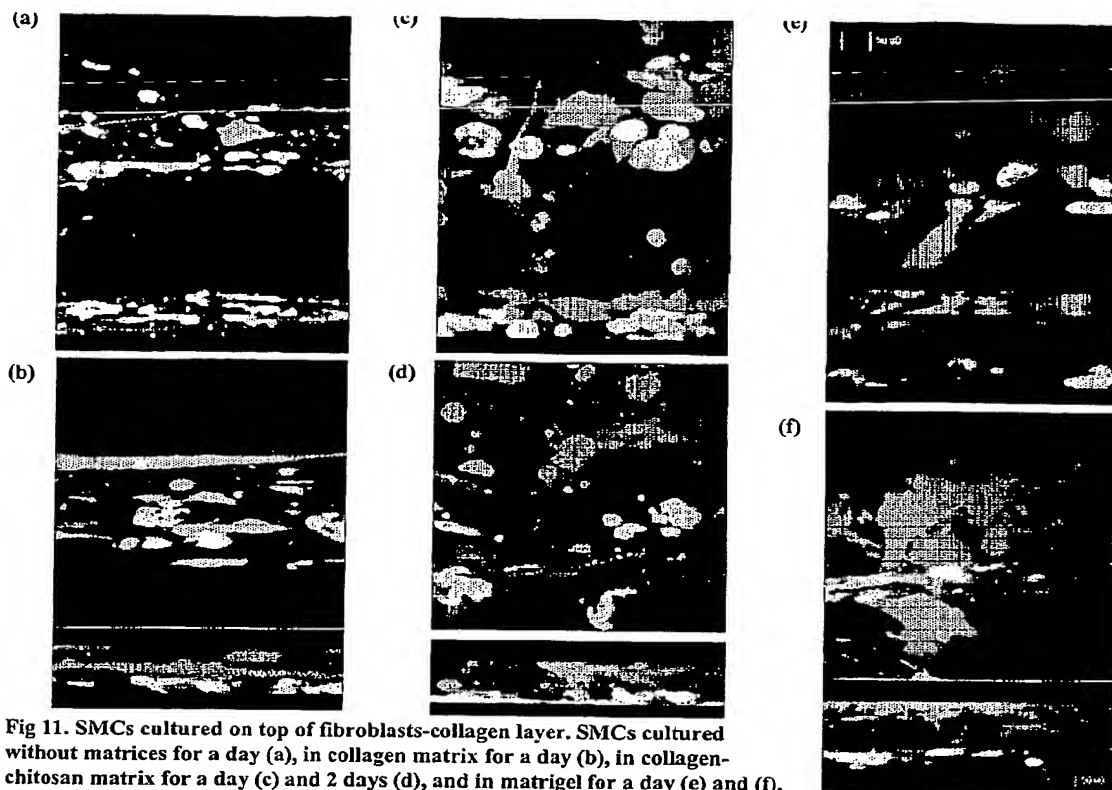 (a)
(c)
(e)
(b)
(d)
(f)
Fig 11. SMCs cultured on top of fibroblasts-collagen layer. SMCs cultured
without matrices for a day (a), in collagen matrix for a day (b), in collagen-
chitosan matrix for a day (c) and 2 days (d), and in matrigel for a day (e) and (f).